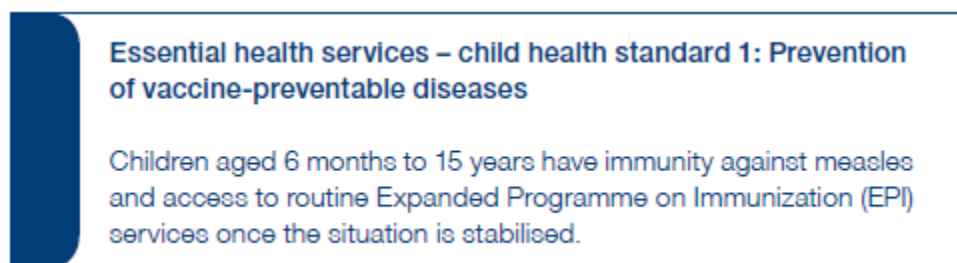 Essential health services – child health standard 1: Prevention
of vaccine-preventable diseases
Children aged 6 months to 15 years have immunity against measles
and access to routine Expanded Programme on Immunization (EPI)
services once the situation is stabilised.